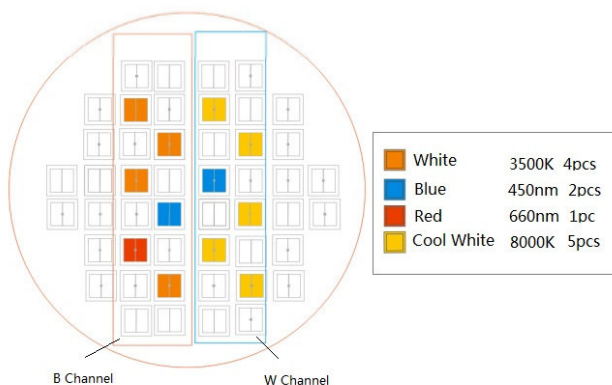 White 3500K 4pcs
Blue 450nm 2pcs
Red 660nm 1pc
Cool White 8000K 5pcs
B Channel
W Channel